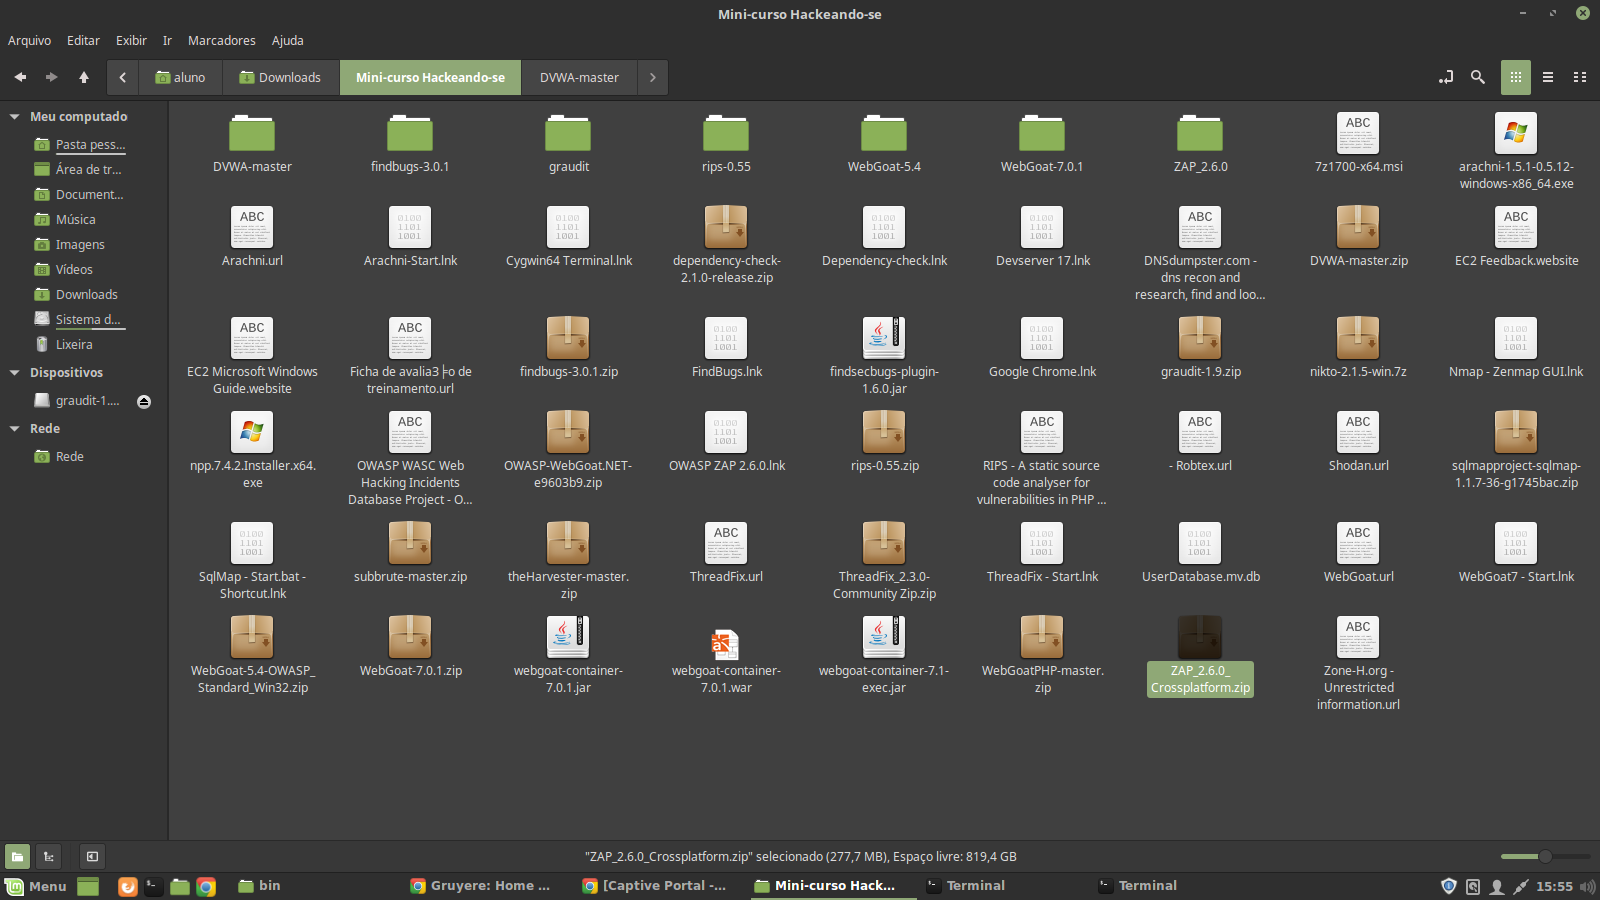 Mini-curso Hackeando-se
Arquivo Editar Exibir Ir Marcadores Ajuda
aluno Downloads Mini-curso Hackeando-se DVWA-master
Meu computado
Pasta pess...
Área de tr...
Document...
Música
Imagens
Vídeos
Downloads
Sistema d...
Lixeira
Dispositivos
graudit-1....
Rede
Rede
DVWA-master findbugs-3.0.1 graudit rips-0.55 WebGoat-5.4 WebGoat-7.0.1 ZAP_2.6.0 7z1700-x64.msi arachni-1.5.1-0.5.12-
windows-x86_64.exe
Arachni.url Arachni-Start.lnk Cygwin64 Terminal.lnk dependency-check- Dependency-check.lnk Devserver 17.lnk DNSdumpster.com - DVWA-master.zip EC2 Feedback.website
2.1.0-release.zip dns recon and
research, find and loo...
EC2 Microsoft Windows Ficha de avalia3 ├o de findbugs-3.0.1.zip FindBugs.lnk findsecbugs-plugin- Google Chrome.lnk graudit-1.9.zip nikto-2.1.5-win.7z Nmap - Zenmap GUI.lnk
Guide.website treinamento.url 1.6.0.jar
npp.7.4.2.Installer.x64. OWASP WASC Web OWASP-WebGoat.NET- OWASP ZAP 2.6.0.lnk rips-0.55.zip RIPS - A static source - Robtex.url Shodan.url sqlmapproject-sqlmap-
exe Hacking Incidents e9603b9.zip code analyser for 1.1.7-36-g1745bac.zip
Database Project - O... vulnerabilities in PHP ...
SqlMap - Start.bat - subbrute-master.zip theHarvester-master. ThreadFix.url ThreadFix_2.3.0- ThreadFix - Start.lnk UserDatabase.mv.db WebGoat.url WebGoat7 - Start.lnk
Shortcut.lnk zip Community Zip.zip
WebGoat-5.4-OWASP_ WebGoat-7.0.1.zip webgoat-container- webgoat-container- webgoat-container-7.1- WebGoatPHP-master. ZAP_2.6.0_ Zone-H.org -
Standard_Win32.zip 7.0.1.jar 7.0.1.war exec.jar zip Crossplatform.zip Unrestricted
information.url
"ZAP_2.6.0_Crossplatform.zip" selecionado (277,7 MB), Espaço livre: 819,4 GB
Menu bin Gruyere: Home ... [Captive Portal -... Mini-curso Hack... Terminal Terminal 15:55